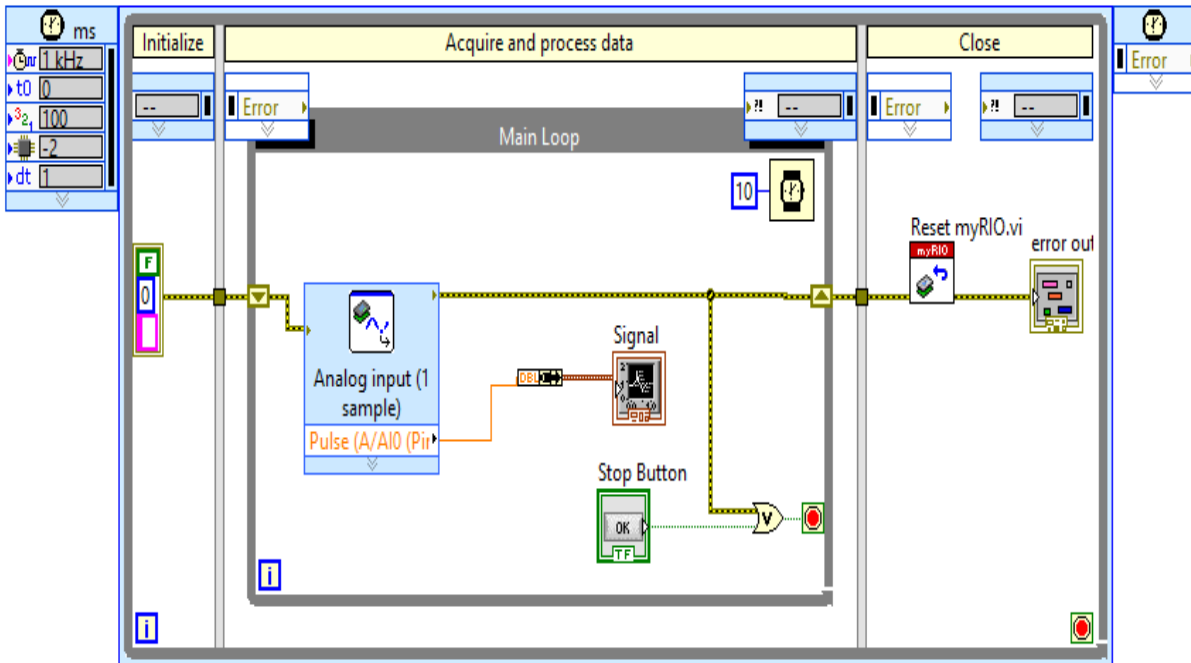 ms
1 kHz
t0 0
100
-2
dt 1
Initialize
Acquire and process data
Close
Error
--
Error
?! --
Error
?! --
Main Loop
10
F
0
Analog input (1
sample)
Pulse (A/AI0 (Pin
DBL
Signal
Stop Button
OK
TF
V
i
i
Reset myRIO.vi
myRIO
error out